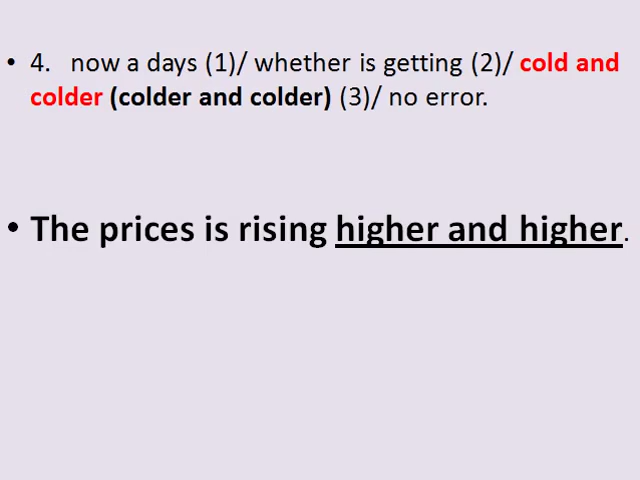 • 4. now a days (1)/ whether is getting (2)/ cold and
colder (colder and colder) (3)/ no error.
• The prices is rising higher and higher.